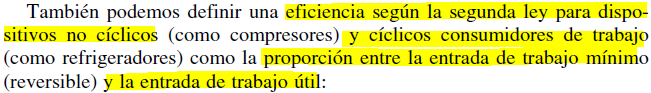 También podemos definir una eficiencia según la segunda ley para dispo-
sitivos no cíclicos (como compresores) y cíclicos consumidores de trabajo
(como refrigeradores) como la proporción entre la entrada de trabajo mínimo
(reversible) y la entrada de trabajo útil: